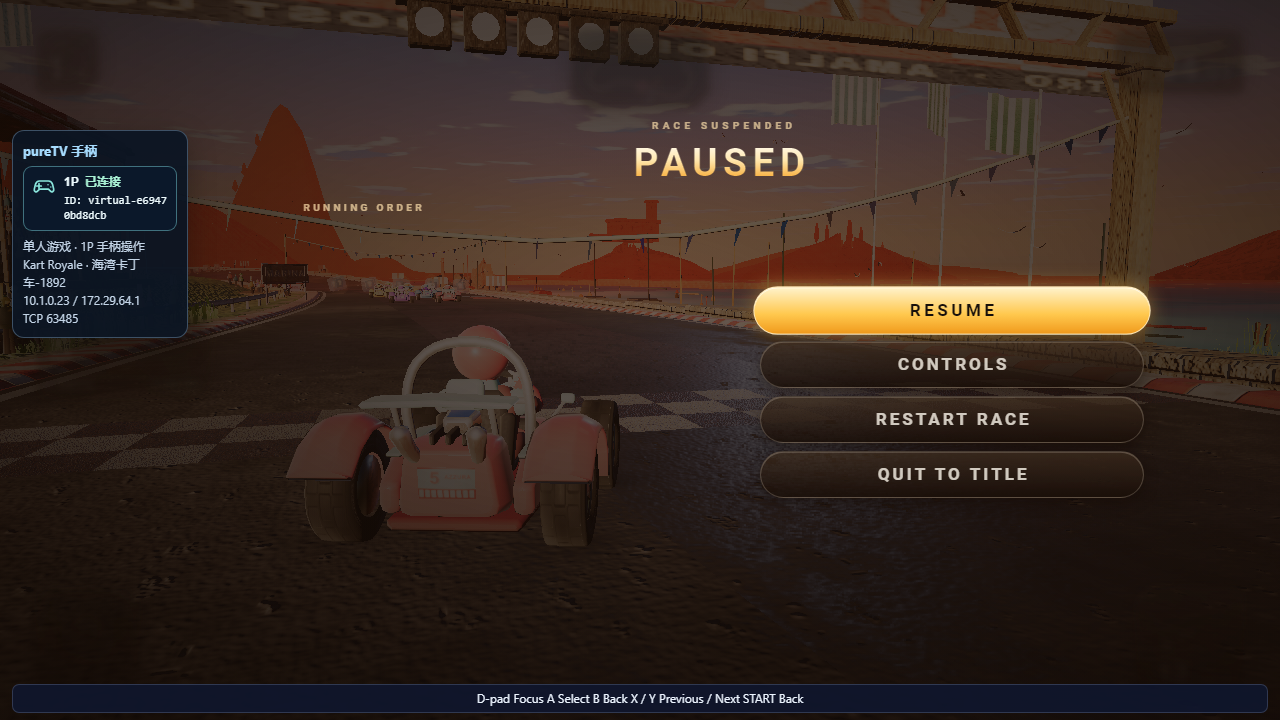 RACE SUSPENDED
PAUSED
pureTV 手柄
1P 已连接
ID: virtual-e6947
0bd8dcb
单人游戏 · 1P 手柄操作
Kart Royale · 海湾卡丁
车-1892
10.1.0.23 / 172.29.64.1
TCP 63485
RUNNING ORDER
RESUME
CONTROLS
RESTART RACE
QUIT TO TITLE
5
D-pad Focus A Select B Back X / Y Previous / Next START Back